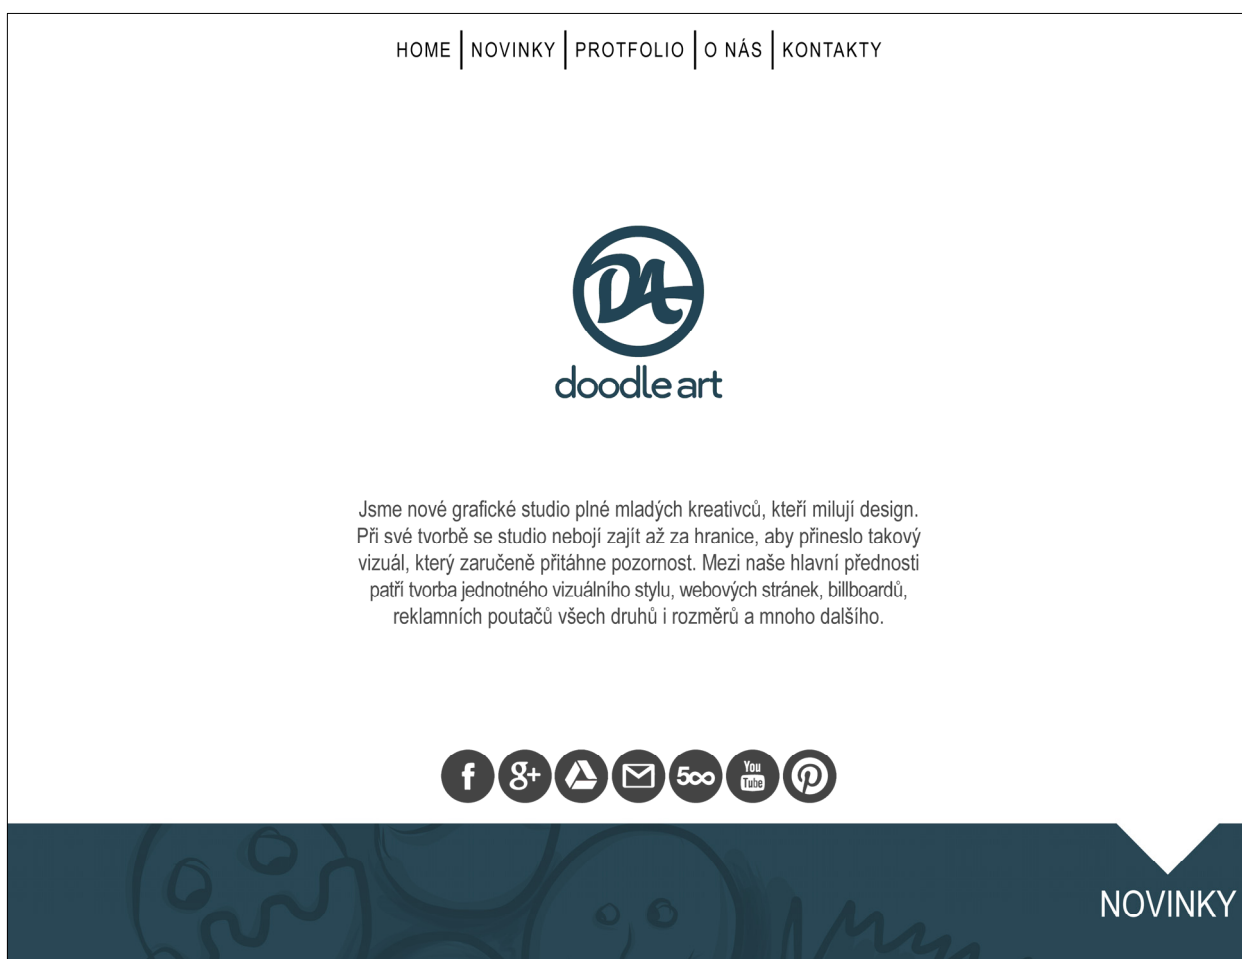 HOME NOVINKY PROTFOLIO O NÁS KONTAKTY
DA
doodle art
Jsme nové grafické studio plné mladých kreativců, kteří milují design.
Při své tvorbě se studio nebojí zajít až za hranice, aby přineslo takový
vizuál, který zaručeně přitáhne pozornost. Mezi naše hlavní přednosti
patří tvorba jednotného vizuálního stylu, webových stránek, billboardů,
reklamních poutačů všech druhů i rozměrů a mnoho dalšího.
f g+ 500 You Tube
NOVINKY